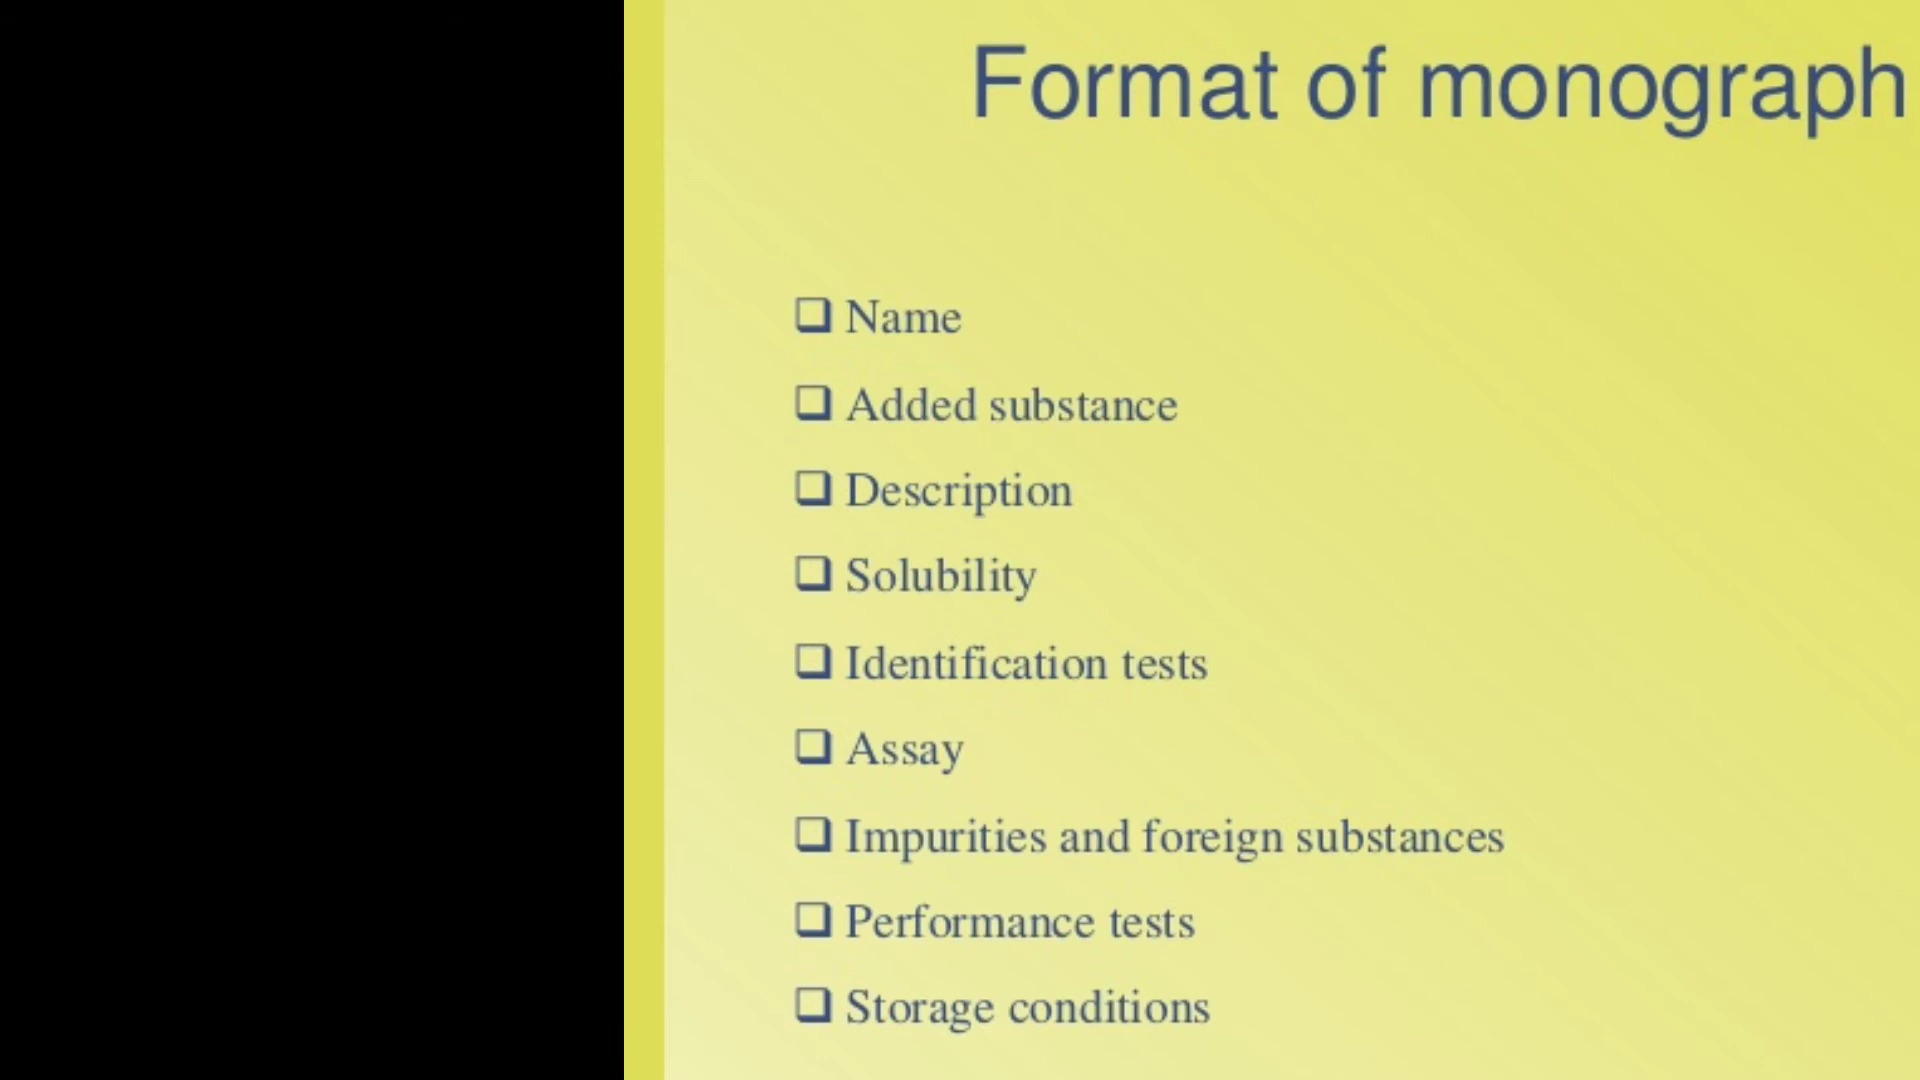 Format of monograph
❑ Name
❑ Added substance
❑ Description
❑ Solubility
❑ Identification tests
❑ Assay
❑ Impurities and foreign substances
❑ Performance tests
❑ Storage conditions